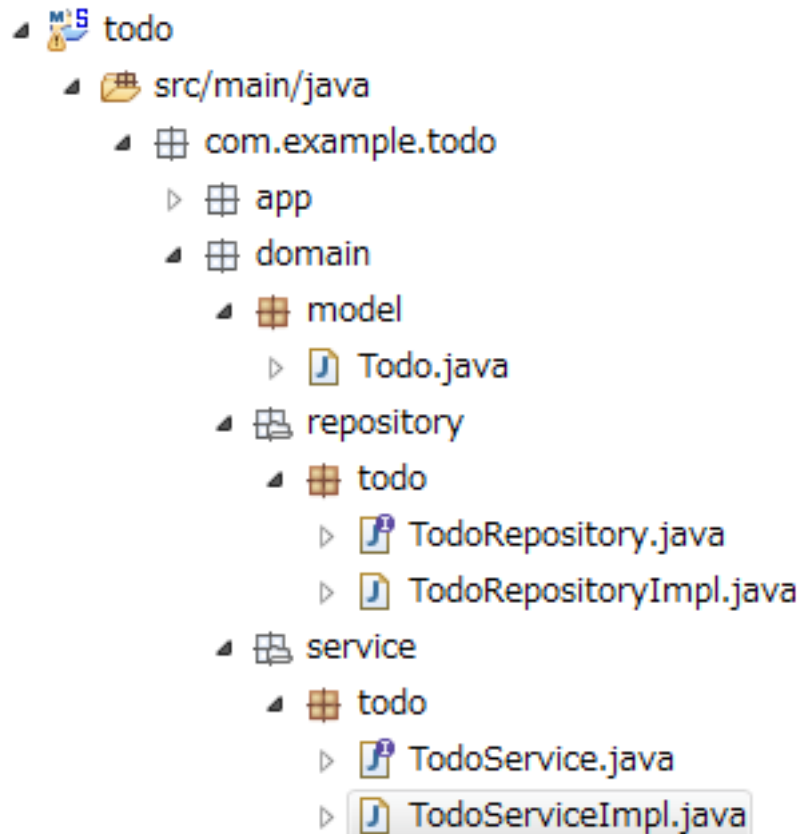 todo
src/main/java
com.example.todo
app
domain
model
Todo.java
repository
todo
TodoRepository.java
TodoRepositoryImpl.java
service
todo
TodoService.java
TodoServiceImpl.java